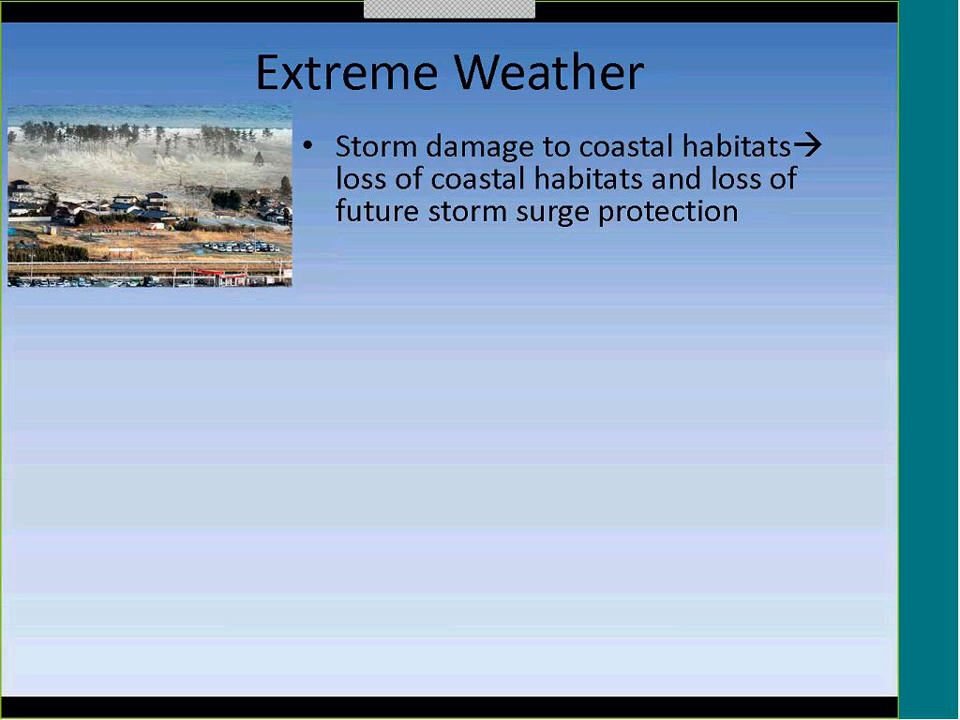 Extreme Weather
• Storm damage to coastal habitats→
loss of coastal habitats and loss of
future storm surge protection